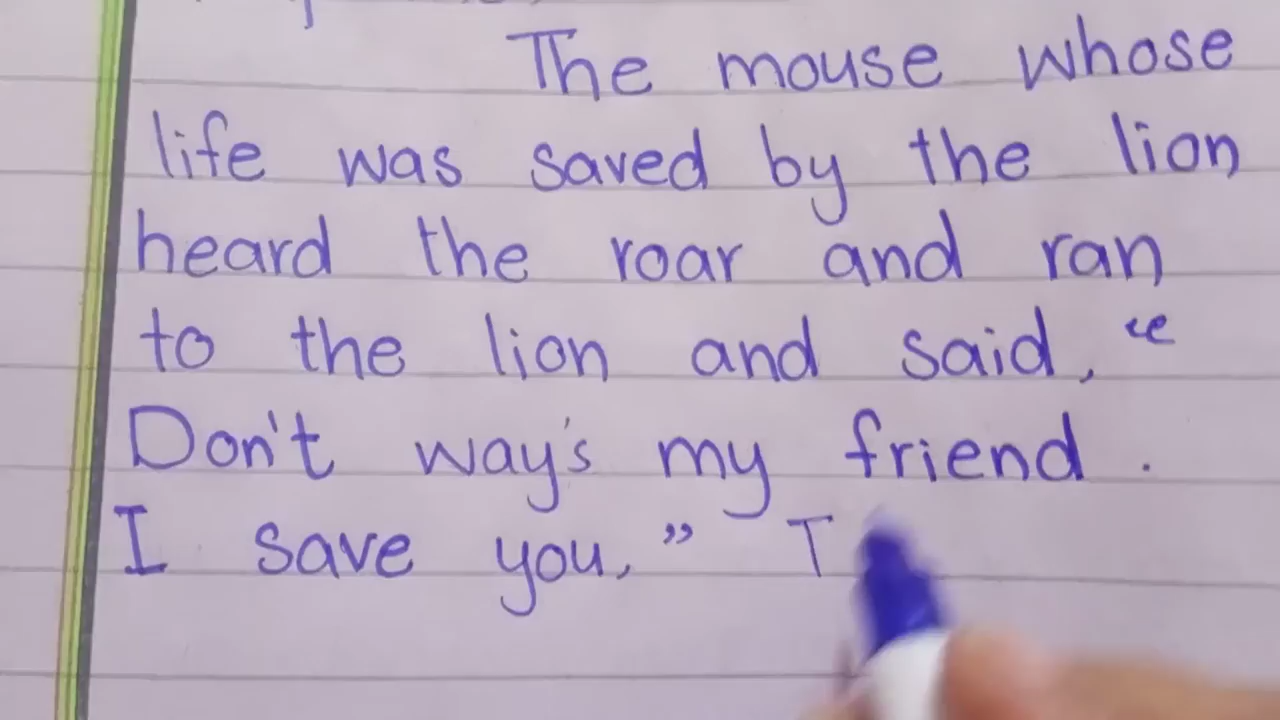 The mouse whose
life was saved by the lion
heard the roar and ran
to the lion and said, “
Don't way's my friend .
I save you,” T